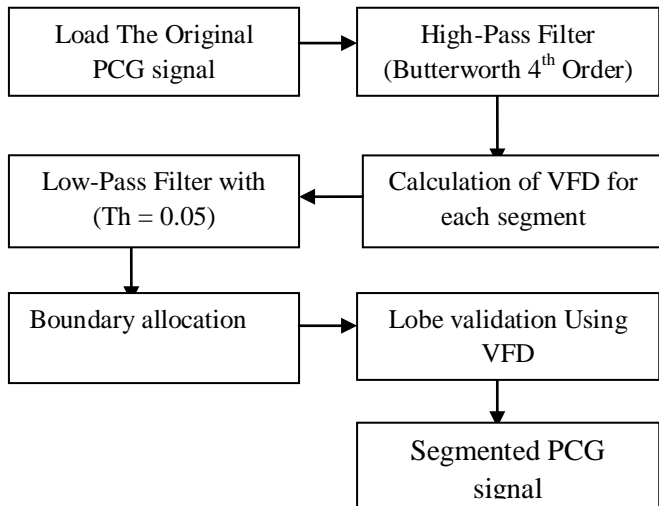 Load The Original
PCG signal
High-Pass Filter
(Butterworth 4th Order)
Calculation of VFD for
each segment
Low-Pass Filter with
(Th = 0.05)
Boundary allocation
Lobe validation Using
VFD
Segmented PCG
signal